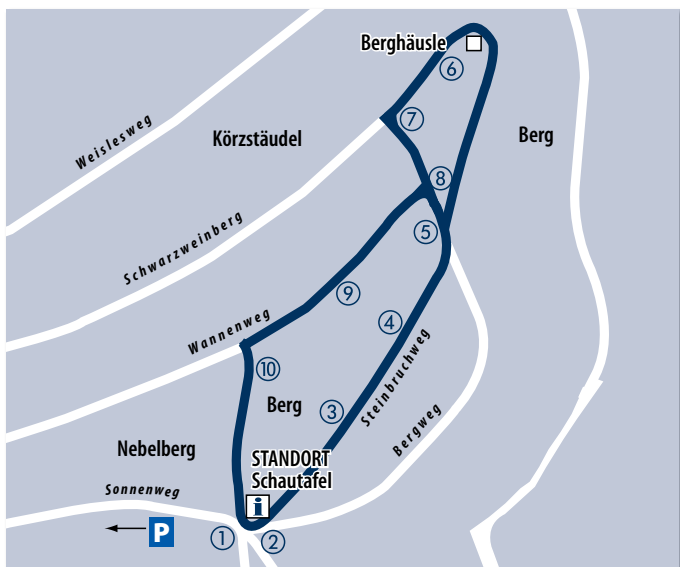 Berghäusle
6
Weislesweg
Körzstäudel
7
Berg
8
Schwarzweinberg
5
9
4
Wannenweg
Steinbruchweg
10
Berg
3
Bergweg
Nebelberg
STANDORT
Schautafel
Sonnenweg
i
P
1
2